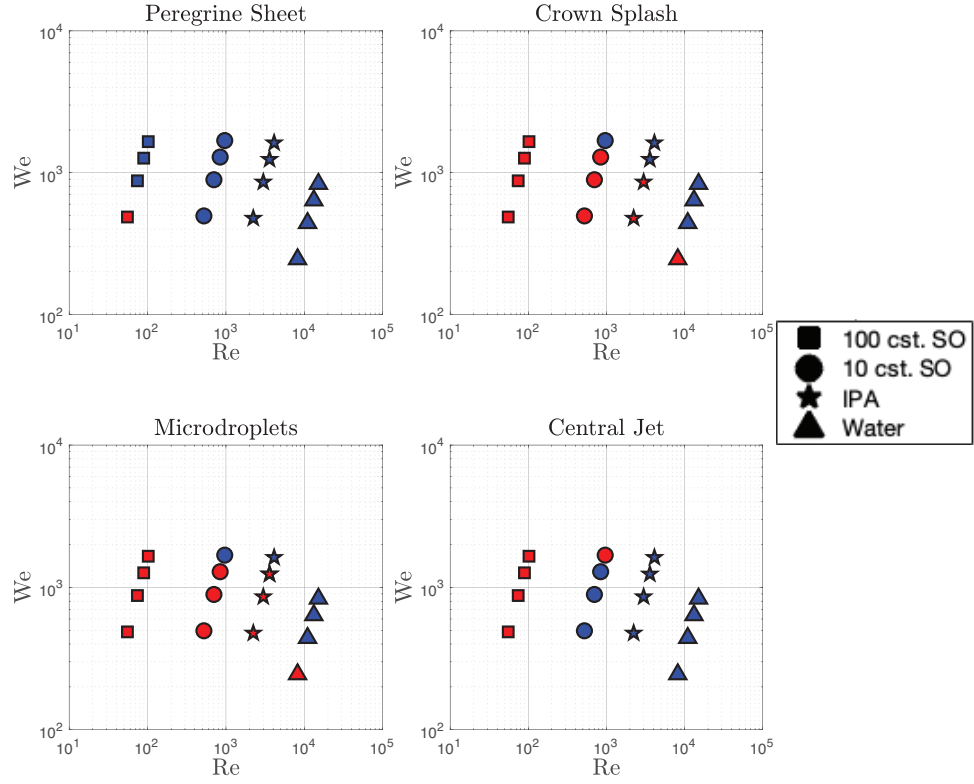 Peregrine Sheet
Crown Splash
10^4
10^3
10^2
We
10^1 10^2 10^3 10^4 10^5
Re
10^4
10^3
10^2
We
10^1 10^2 10^3 10^4 10^5
Re
100 cst. SO
10 cst. SO
IPA
Water
Microdroplets
Central Jet
10^4
10^3
10^2
We
10^1 10^2 10^3 10^4 10^5
Re
10^4
10^3
10^2
We
10^1 10^2 10^3 10^4 10^5
Re